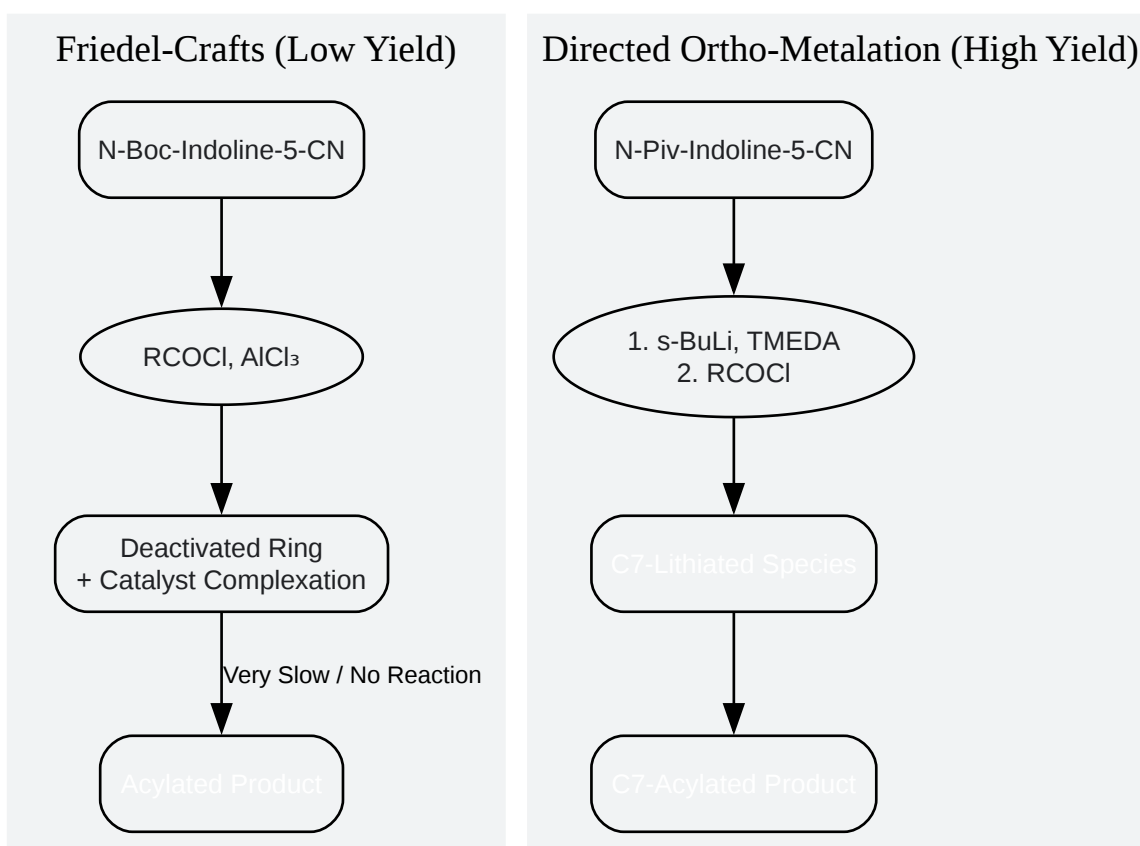 Friedel-Crafts (Low Yield)
N-Boc-Indoline-5-CN
RCOCl, AlCl₃
Deactivated Ring
+ Catalyst Complexation
Very Slow / No Reaction
Acylated Product
Directed Ortho-Metalation (High Yield)
N-Piv-Indoline-5-CN
1. s-BuLi, TMEDA
2. RCOCl
C7-Lithiated Species
C7-Acylated Product